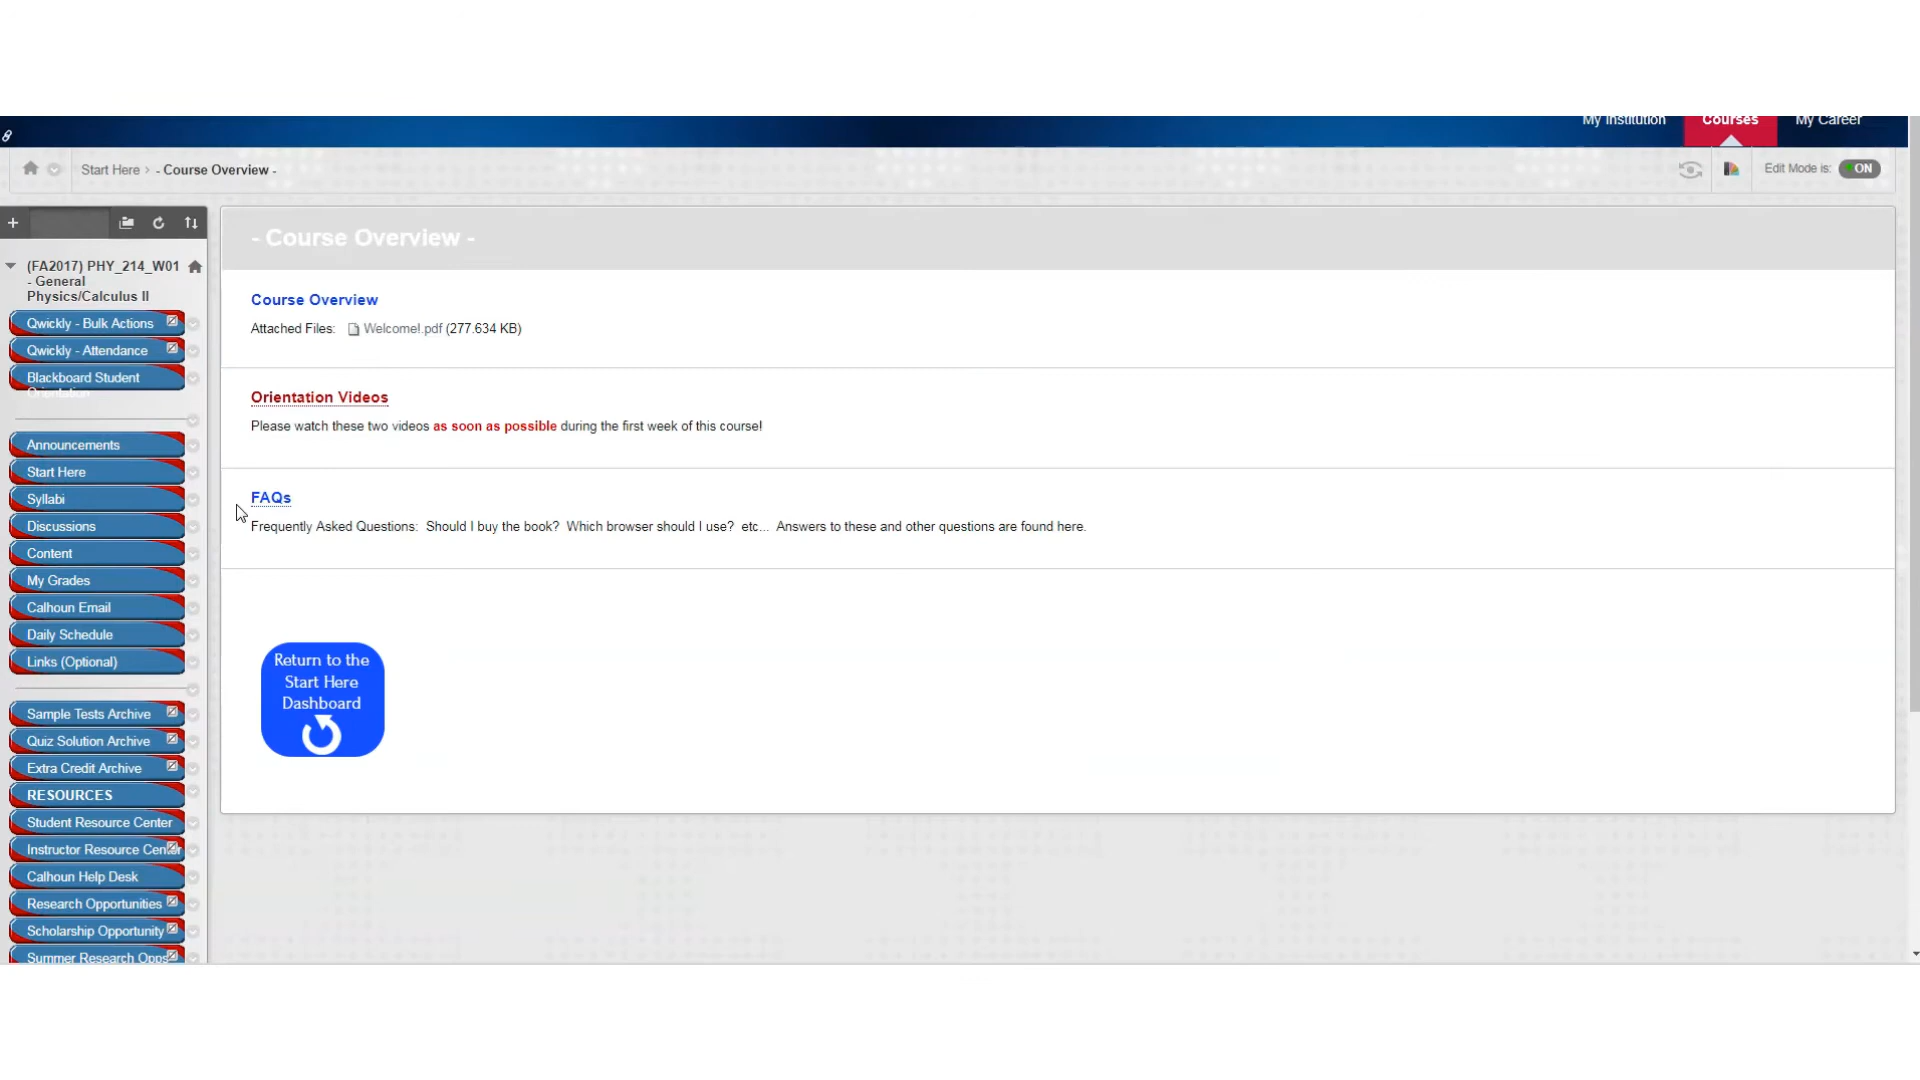 My Institution
Courses
My Career
Start Here › - Course Overview -
Edit Mode is: ON
(FA2017) PHY_214_W01
- General
Physics/Calculus II
Qwickly - Bulk Actions
Qwickly - Attendance
Blackboard Student
Orientation
Announcements
Start Here
Syllabi
Discussions
Content
My Grades
Calhoun Email
Daily Schedule
Links (Optional)
Sample Tests Archive
Quiz Solution Archive
Extra Credit Archive
RESOURCES
Student Resource Center
Instructor Resource Center
Calhoun Help Desk
Research Opportunities
Scholarship Opportunity
Summer Research Opps
- Course Overview -
Course Overview
Attached Files: Welcome!.pdf (277.634 KB)
Orientation Videos
Please watch these two videos as soon as possible during the first week of this course!
FAQs
Frequently Asked Questions: Should I buy the book? Which browser should I use? etc... Answers to these and other questions are found here.
Return to the
Start Here
Dashboard